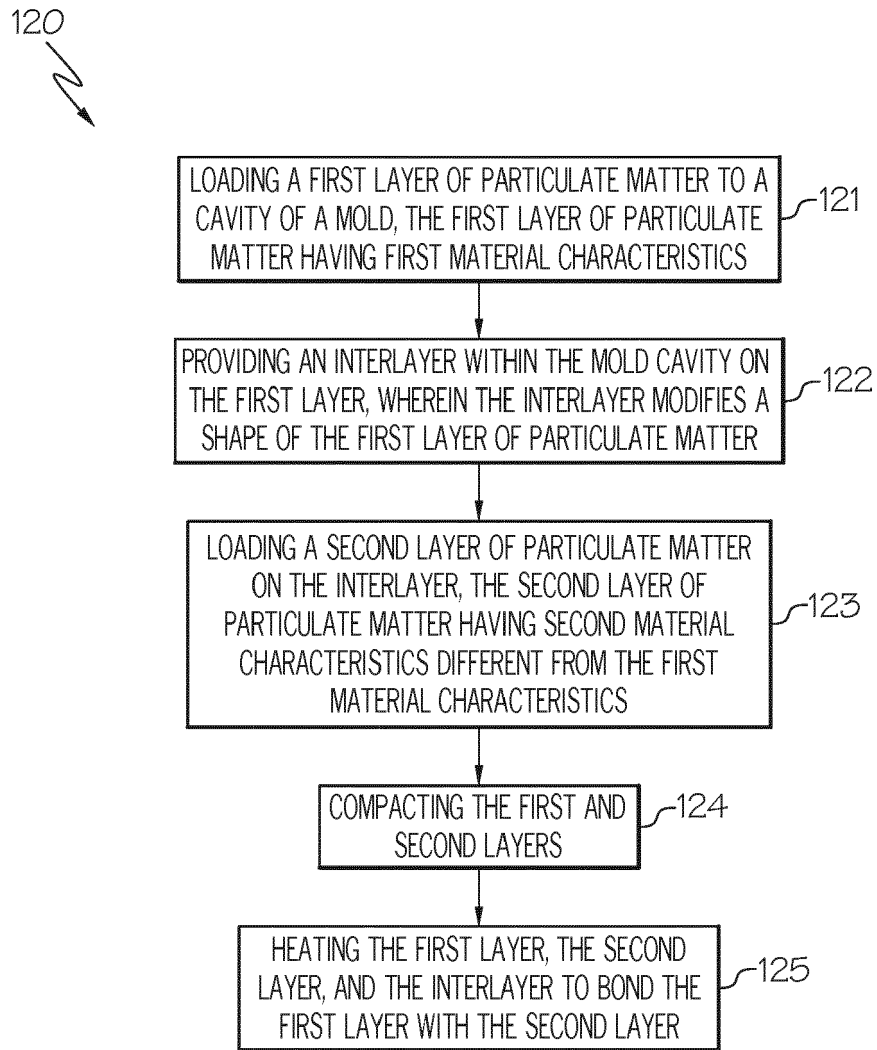 120
LOADING A FIRST LAYER OF PARTICULATE MATTER TO A
CAVITY OF A MOLD, THE FIRST LAYER OF PARTICULATE
MATTER HAVING FIRST MATERIAL CHARACTERISTICS
121
PROVIDING AN INTERLAYER WITHIN THE MOLD CAVITY ON
THE FIRST LAYER, WHEREIN THE INTERLAYER MODIFIES A
SHAPE OF THE FIRST LAYER OF PARTICULATE MATTER
122
LOADING A SECOND LAYER OF PARTICULATE MATTER
ON THE INTERLAYER, THE SECOND LAYER OF
PARTICULATE MATTER HAVING SECOND MATERIAL
CHARACTERISTICS DIFFERENT FROM THE FIRST
MATERIAL CHARACTERISTICS
123
COMPACTING THE FIRST AND
SECOND LAYERS
124
HEATING THE FIRST LAYER, THE SECOND
LAYER, AND THE INTERLAYER TO BOND THE
FIRST LAYER WITH THE SECOND LAYER
125